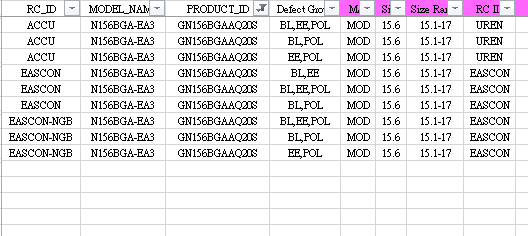 RC_ID MODEL_NAM PRODUCT_ID Defect Gro MA Si Size Ra RC II
ACCU N156BGA-EA3 GN156BGAAQ20S BL,EE,POL MOD 15.6 15.1-17 UREN
ACCU N156BGA-EA3 GN156BGAAQ20S BL,POL MOD 15.6 15.1-17 UREN
ACCU N156BGA-EA3 GN156BGAAQ20S EE,POL MOD 15.6 15.1-17 UREN
EASCON N156BGA-EA3 GN156BGAAQ20S BL,EE MOD 15.6 15.1-17 EASCON
EASCON N156BGA-EA3 GN156BGAAQ20S BL,EE,POL MOD 15.6 15.1-17 EASCON
EASCON N156BGA-EA3 GN156BGAAQ20S BL,POL MOD 15.6 15.1-17 EASCON
EASCON-NGB N156BGA-EA3 GN156BGAAQ20S BL,EE,POL MOD 15.6 15.1-17 EASCON
EASCON-NGB N156BGA-EA3 GN156BGAAQ20S BL,POL MOD 15.6 15.1-17 EASCON
EASCON-NGB N156BGA-EA3 GN156BGAAQ20S EE,POL MOD 15.6 15.1-17 EASCON